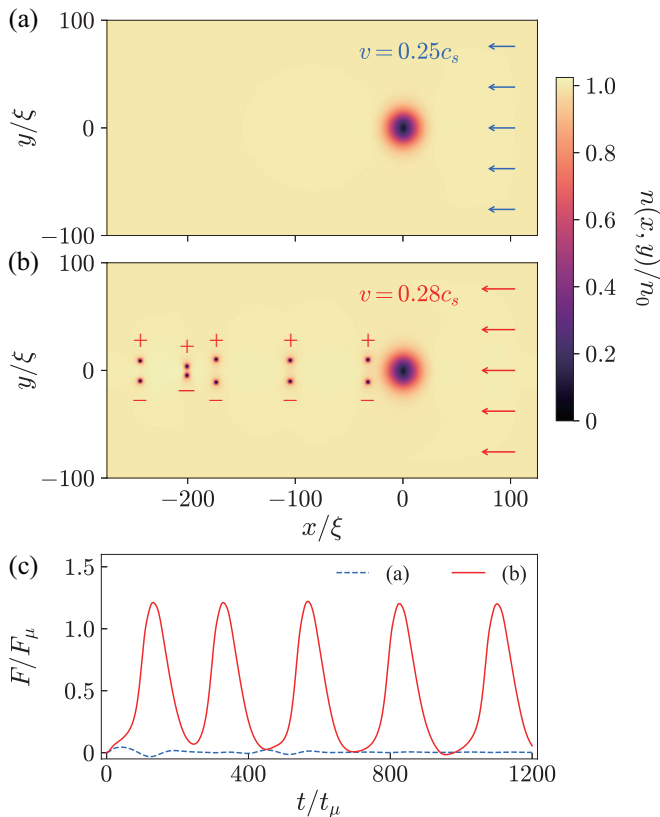 (a)
100
0
−100
y/ξ
v = 0.25c_s
(b)
100
0
−100
y/ξ
v = 0.28c_s
+ + + + +
− − − − −
−200 −100 0 100
x/ξ
1.0
0.8
0.6
0.4
0.2
0
n(x, y)/n_0
(c)
(a) (b)
1.5
1.0
0.5
0
F/F_μ
0 400 800 1200
t/t_μ